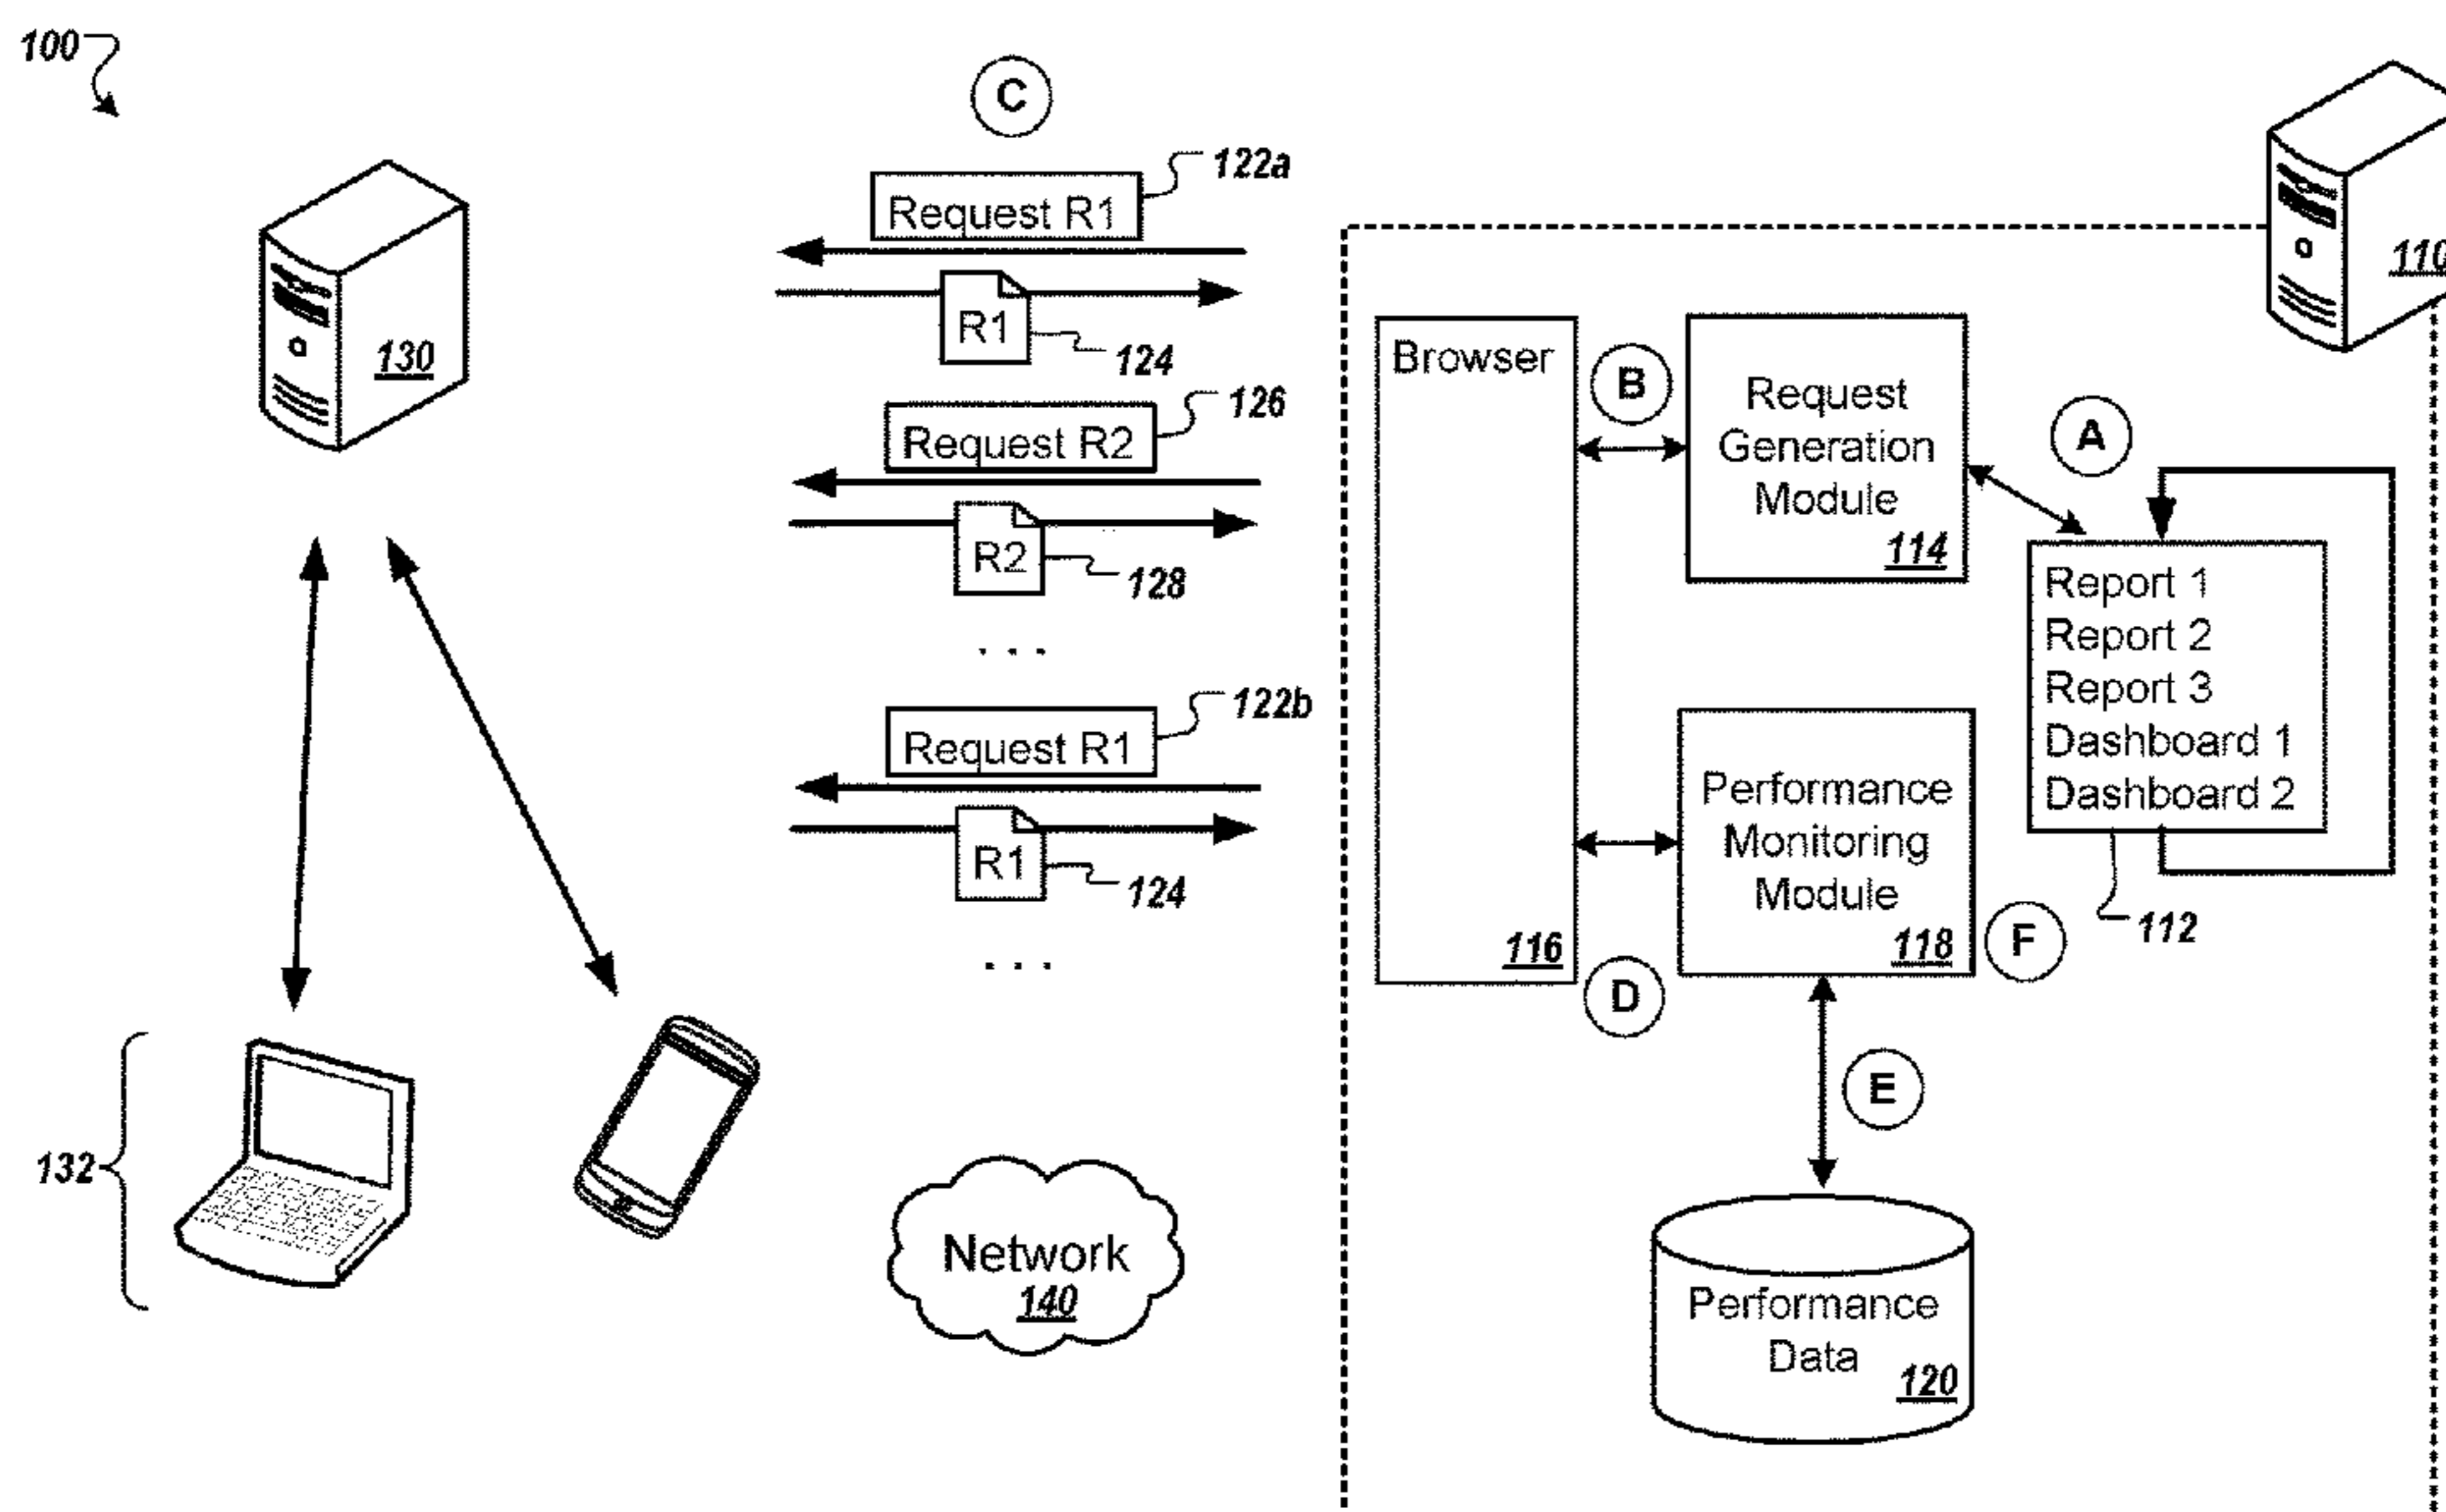 100
C
122a
Request R1
R1
124
130
126
Request R2
R2
128
. . .
122b
Request R1
R1
124
. . .
132
Network
140
110
Browser
116
B
Request
Generation
Module
114
A
Report 1
Report 2
Report 3
Dashboard 1
Dashboard 2
112
Performance
Monitoring
Module
118
F
D
E
Performance
Data
120